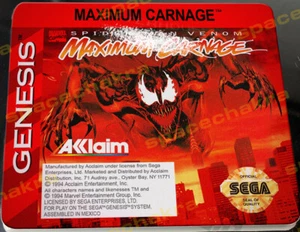 MAXIMUM CARNAGE™
GENESIS
SPIDER-MAN VENOM
MAXIMUM CARNAGE
AKklaim
Manufactured by Acclaim under license from Sega
Enterprises, Ltd. Marketed and Distributed by Acclaim
Distribution, Inc. 71 Audrey ave., Oyster Bay, NY 11771
© 1994 Acclaim Entertainment, Inc.
All characters names and likenesses TM and
© 1994 Marvel Entertainment Group, Inc.
LICENSED BY SEGA ENTERPRISES, LTD.
FOR PLAY ON THE SEGA GENESIS SYSTEM.
ASSEMBLED IN MEXICO
OFFICIAL
SEGA
SEAL OF
QUALITY